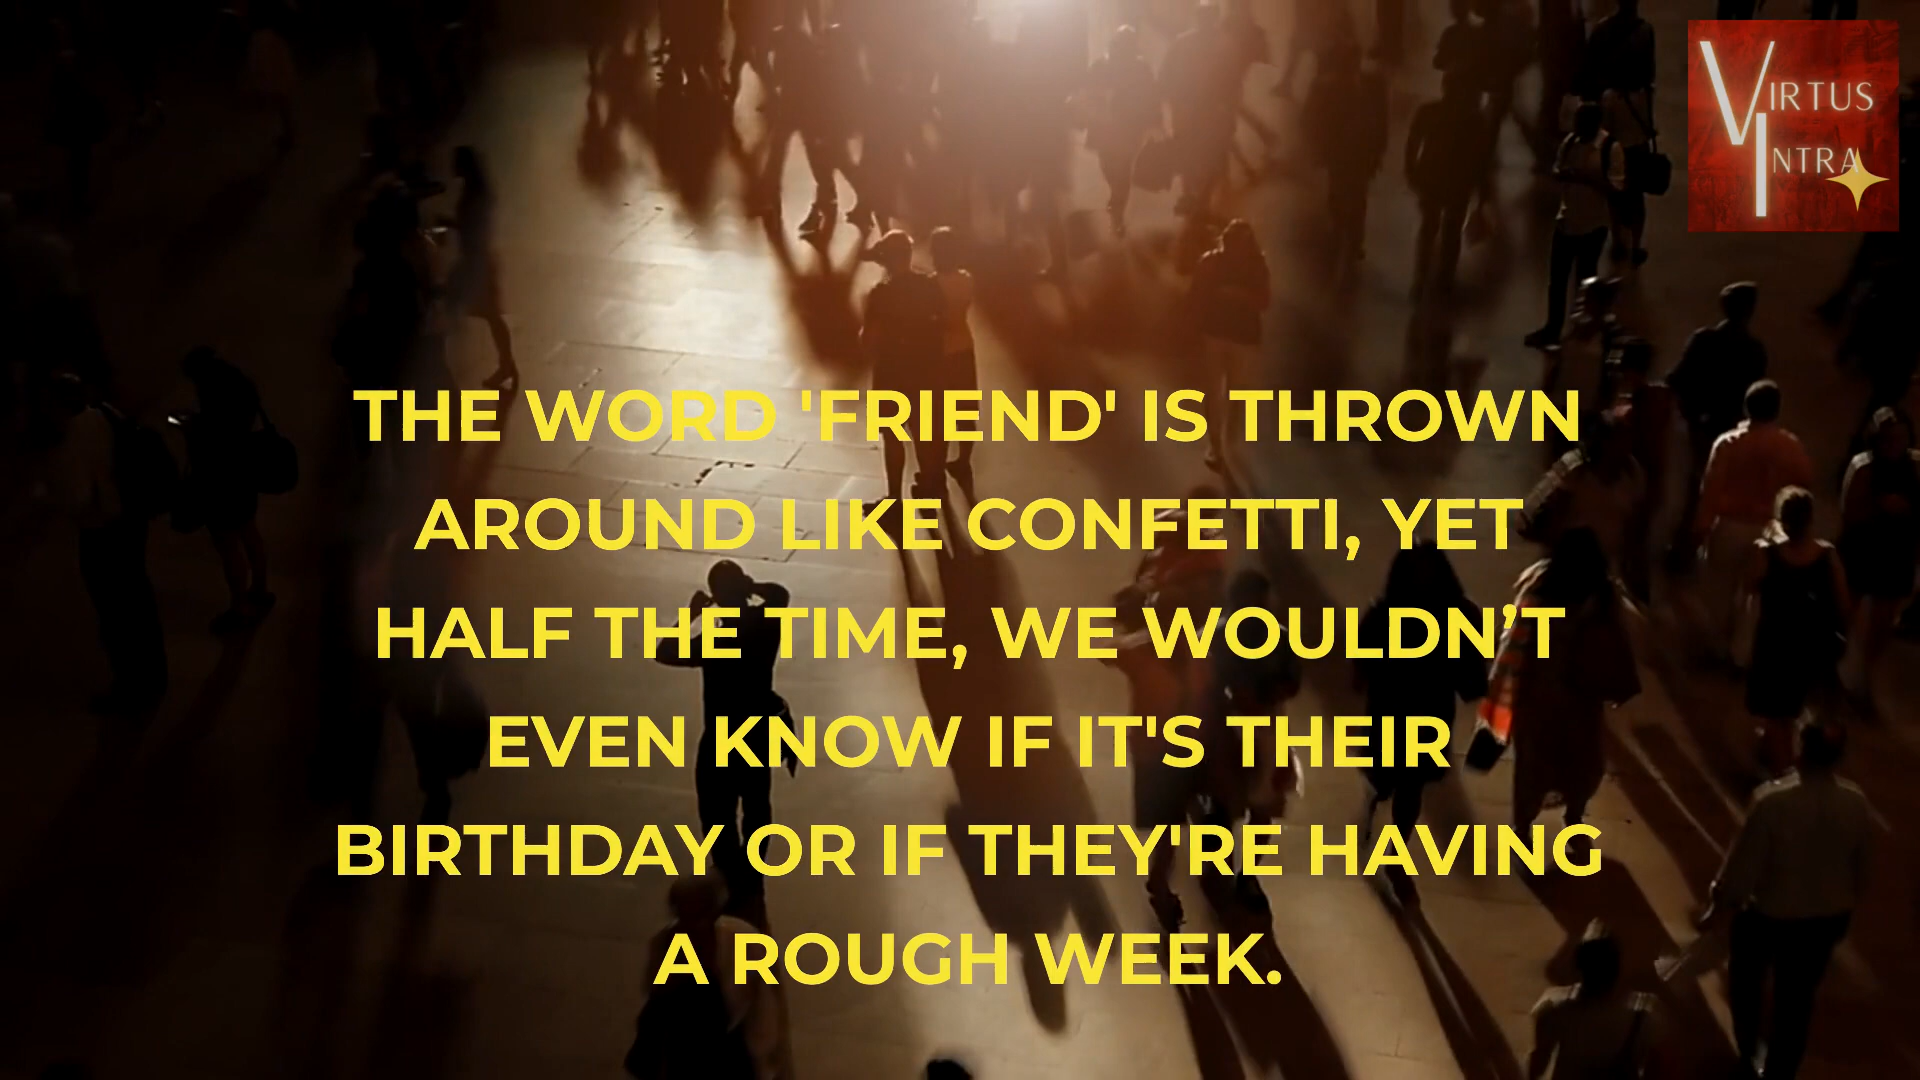 VIRTUS
INTRA
THE WORD 'FRIEND' IS THROWN
AROUND LIKE CONFETTI, YET
HALF THE TIME, WE WOULDN’T
EVEN KNOW IF IT'S THEIR
BIRTHDAY OR IF THEY'RE HAVING
A ROUGH WEEK.